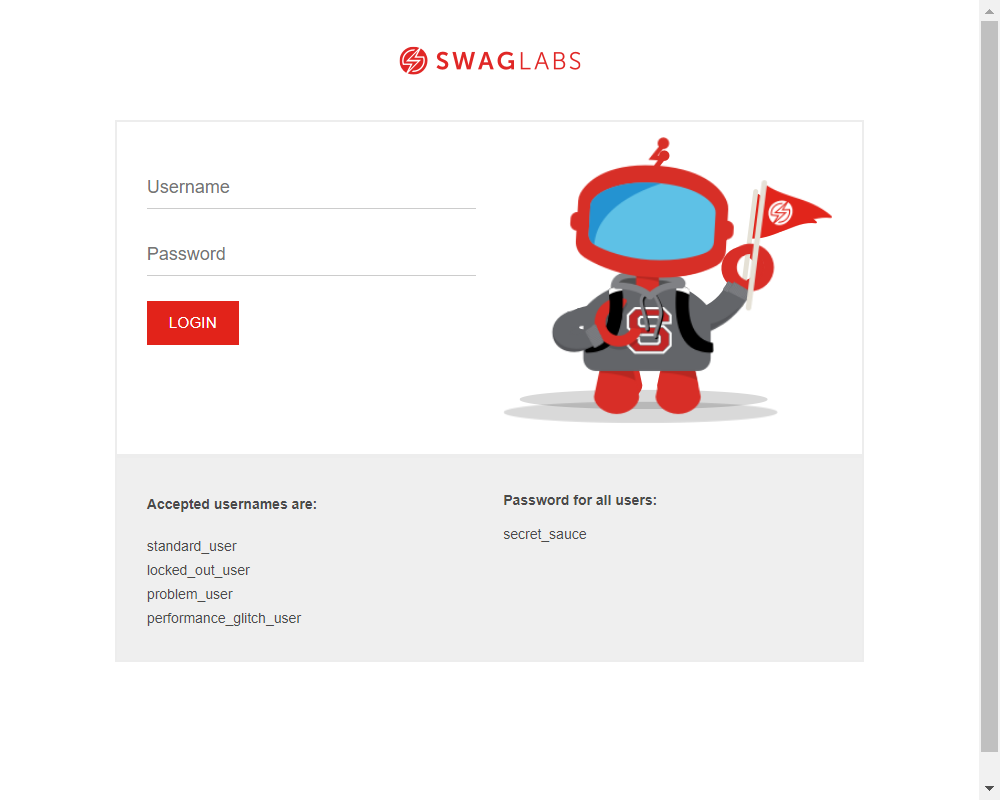 SWAGLABS
Username
Password
LOGIN
S
Accepted usernames are:
standard_user
locked_out_user
problem_user
performance_glitch_user
Password for all users:
secret_sauce